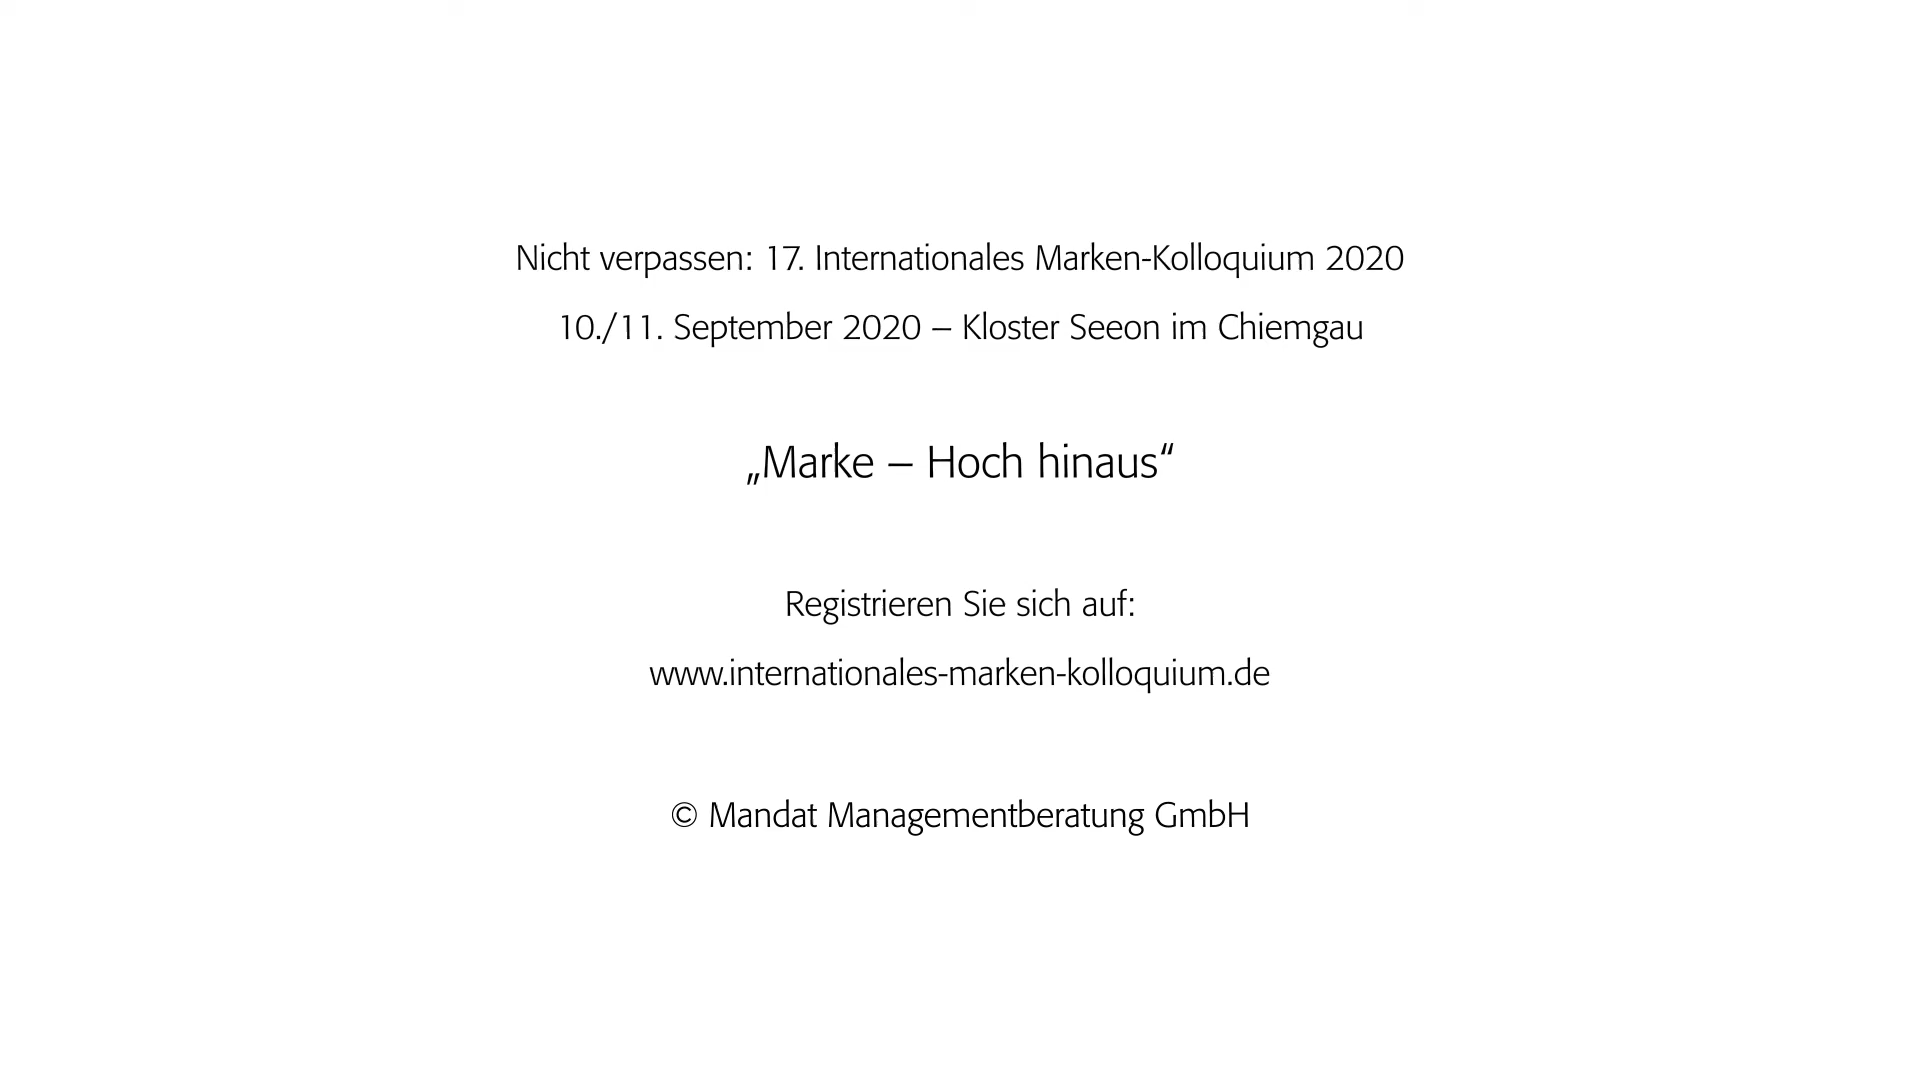 Nicht verpassen: 17. Internationales Marken-Kolloquium 2020
10./11. September 2020 – Kloster Seeon im Chiemgau
„Marke – Hoch hinaus“
Registrieren Sie sich auf:
www.internationales-marken-kolloquium.de
© Mandat Managementberatung GmbH